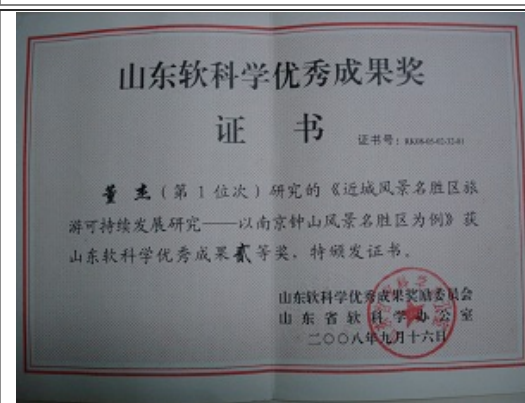 山东软科学优秀成果奖
证 书
证书号：
董 杰（第 1 位次）研究的《近城风景名胜区旅
游可持续发展研究——以南京钟山风景名胜区为例》获
山东软科学优秀成果贰等奖，特颁发证书。
山东软科学优秀成果奖励委员会
山 东 省 软 科 学 办 公 室
二〇〇八年九月十六日